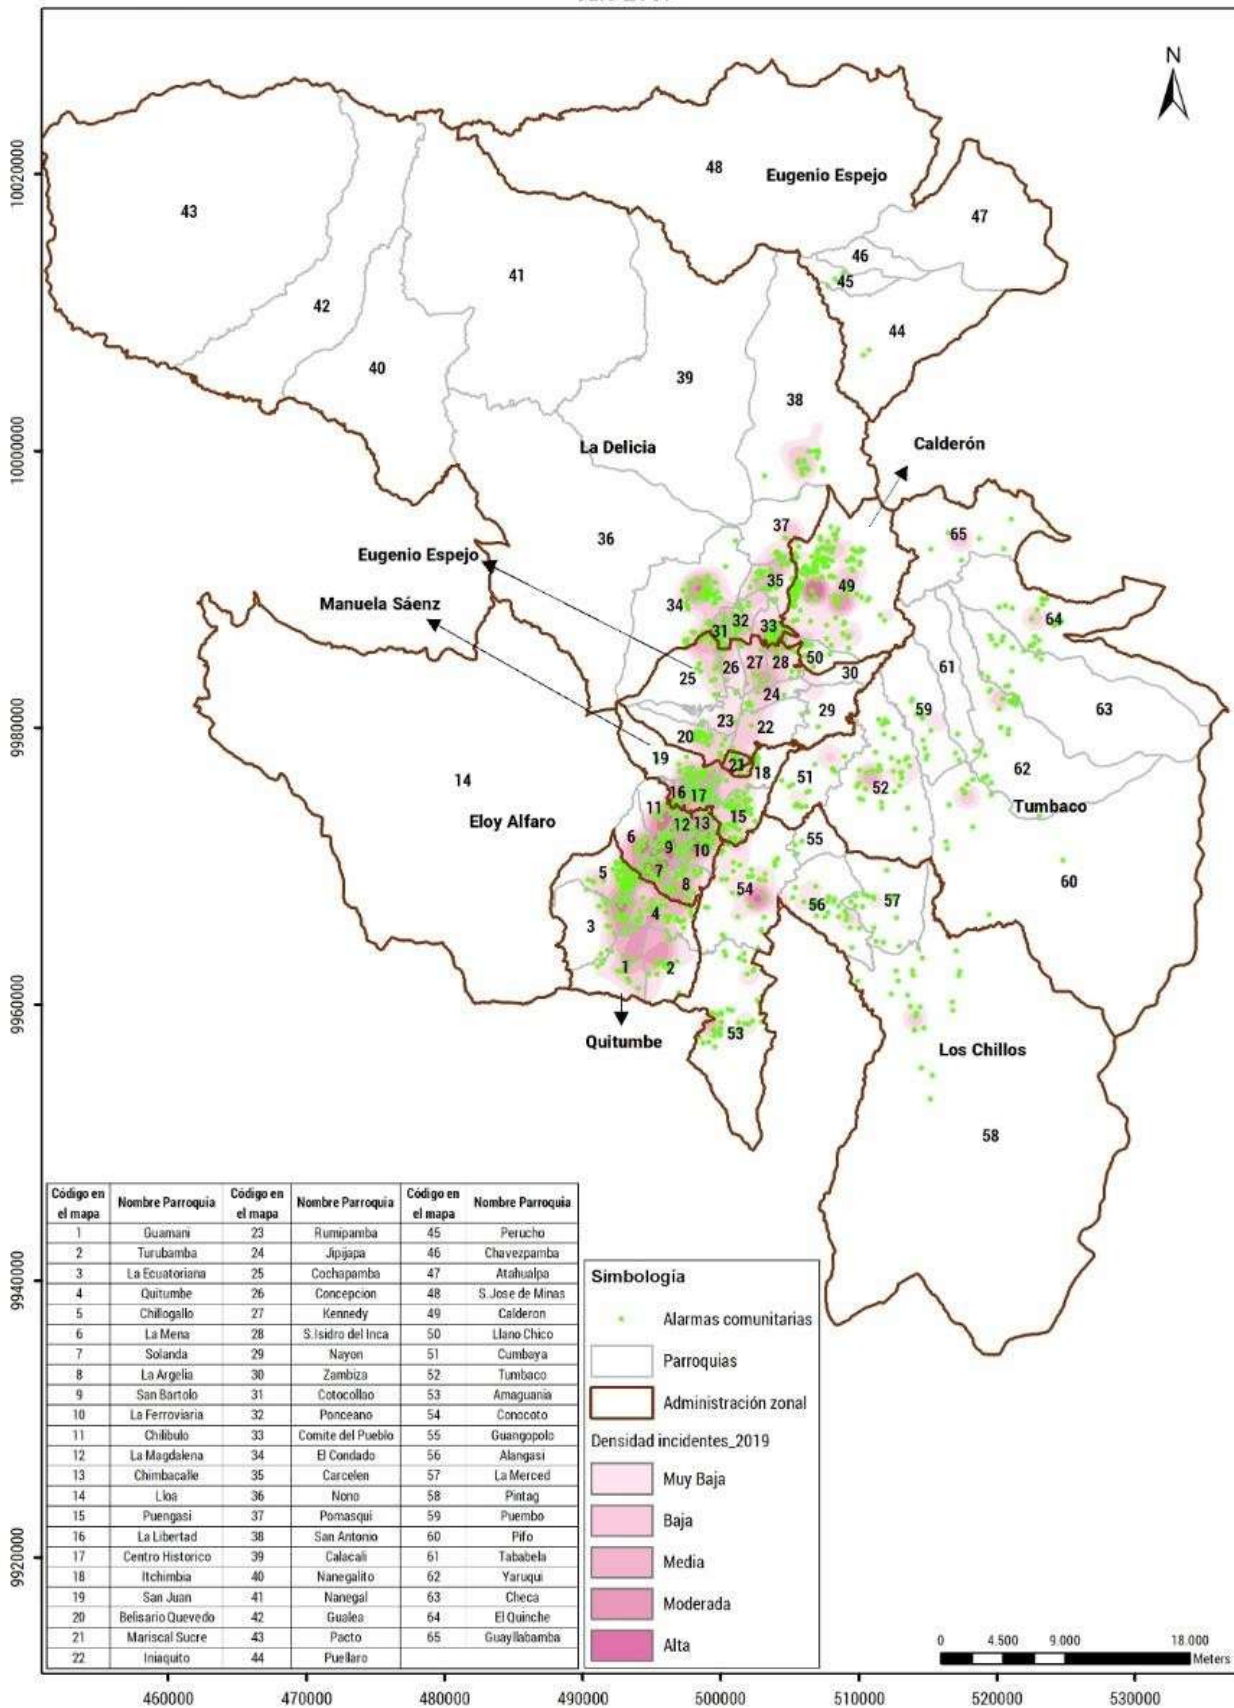 N
10020000
10000000
9980000
9960000
9940000
9920000
48
Eugenio Espejo
47
43
46
41
45
42
44
40
39
38
La Delicia
Calderón
37
65
36
Eugenio Espejo
35
49
34
Manuela Sáenz
32
64
31
33
50
26
27
28
61
25
30
24
63
29
59
23
22
20
19
21
62
18
14
51
52
16
17
Tumbaco
11
15
Eloy Alfaro
12
13
55
6
9
10
60
7
5
8
54
57
56
4
3
1
2
53
Quitumbe
Los Chillos
58
Código en el mapa Nombre Parroquia Código en el mapa Nombre Parroquia Código en el mapa Nombre Parroquia
1 Guamani 23 Rumipamba 45 Perucho
2 Turubamba 24 Jipijapa 46 Chavezpamba
3 La Ecuatoriana 25 Cochapamba 47 Atahualpa
4 Quitumbe 26 Concepcion 48 S.Jose de Minas
5 Chillogallo 27 Kennedy 49 Calderon
6 La Mena 28 S.Isidro del Inca 50 Llano Chico
7 Solanda 29 Nayon 51 Cumbaya
8 La Argelia 30 Zambiza 52 Tumbaco
9 San Bartolo 31 Cotocollao 53 Amaguania
10 La Ferroviaria 32 Ponceano 54 Conocoto
11 Chilibulo 33 Comite del Pueblo 55 Guangopolo
12 La Magdalena 34 El Condado 56 Alangasi
13 Chimbacalle 35 Carcelen 57 La Merced
14 Lloa 36 Nono 58 Pintag
15 Puengasi 37 Pomasqui 59 Puembo
16 La Libertad 38 San Antonio 60 Pifo
17 Centro Historico 39 Calacali 61 Tababela
18 Itchimbia 40 Nanegalito 62 Yaruqui
19 San Juan 41 Nanegal 63 Checa
20 Belisario Quevedo 42 Gualea 64 El Quinche
21 Mariscal Sucre 43 Pacto 65 Guayllabamba
22 Iniaquito 44 Puellaro
Simbología
Alarmas comunitarias
Parroquias
Administración zonal
Densidad incidentes_2019
Muy Baja
Baja
Media
Moderada
Alta
0 4.500 9.000 18.000
Meters
460000 470000 480000 490000 500000 510000 520000 530000